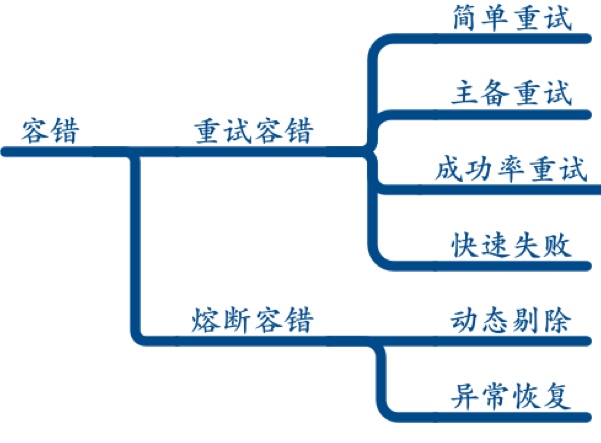 容错
重试容错
简单重试
主备重试
成功率重试
快速失败
熔断容错
动态剔除
异常恢复